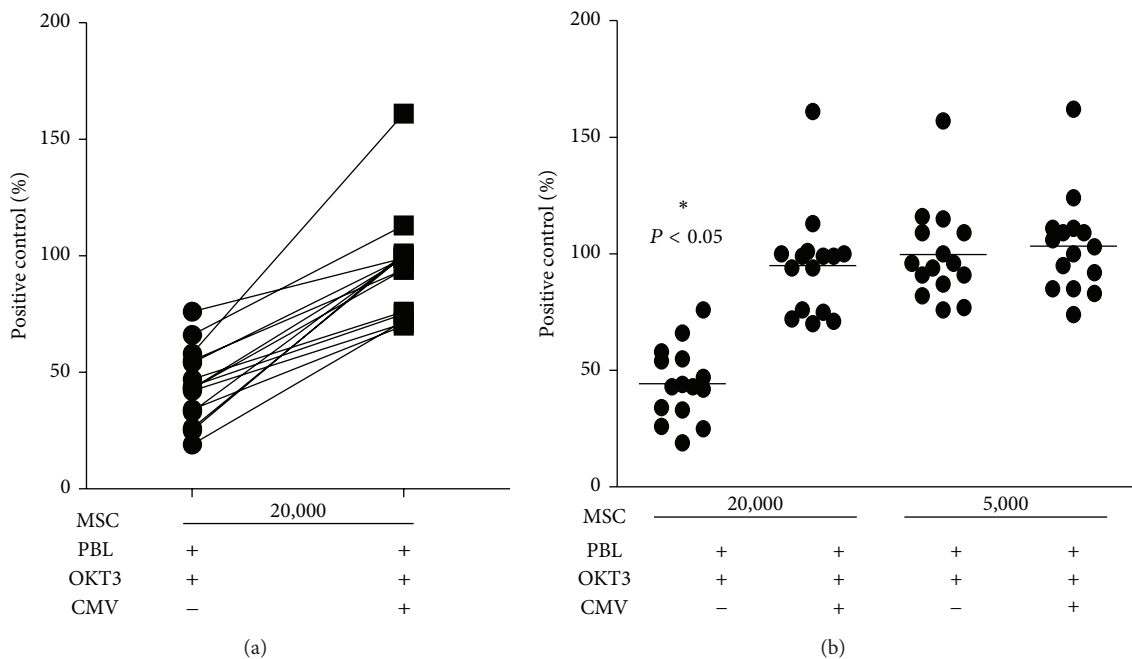 200
150
100
50
0
Positive control (%)
MSC 20,000
PBL + +
OKT3 + +
CMV − +
(a)
200
150
100
50
0
Positive control (%)
*
P < 0.05
MSC 20,000 5,000
PBL + + + +
OKT3 + + + +
CMV − + − +
(b)